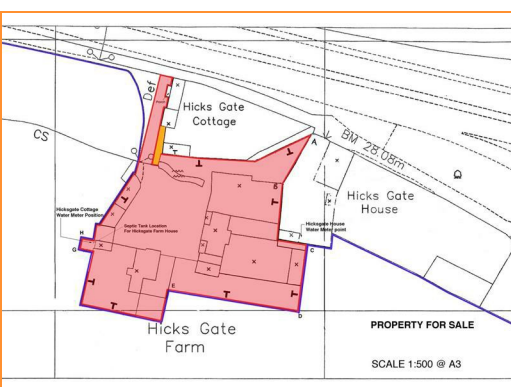 Def
Hicks Gate
Cottage
CS
A
BM 28.05m
B
Hicks Gate
House
Hicksgate Cottage
Water Meter Position
Septic Tank Location
For Hicksgate Farm House
Hicksgate House
Water Meter point
H
G
C
E
D
Hicks Gate
Farm
PROPERTY FOR SALE
SCALE 1:500 @ A3